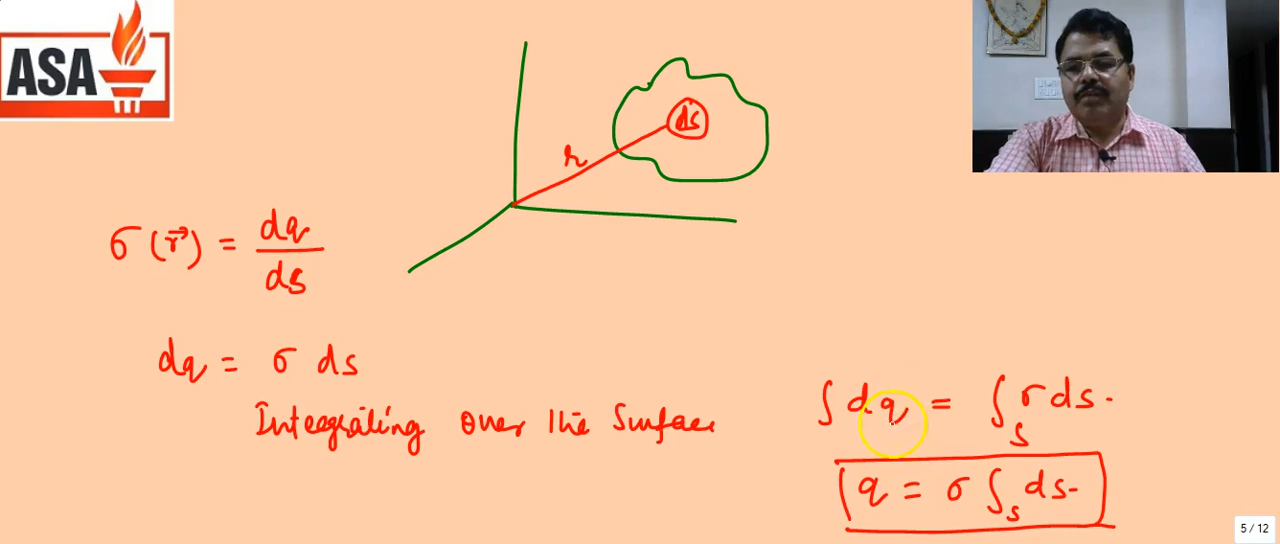 ASA
ds
r
σ(r⃗) = dq/ds
dq = σ ds
Integrating Over the Surface
∫ dq = ∫_S σ ds.
q = σ ∫_S ds.
5 / 12